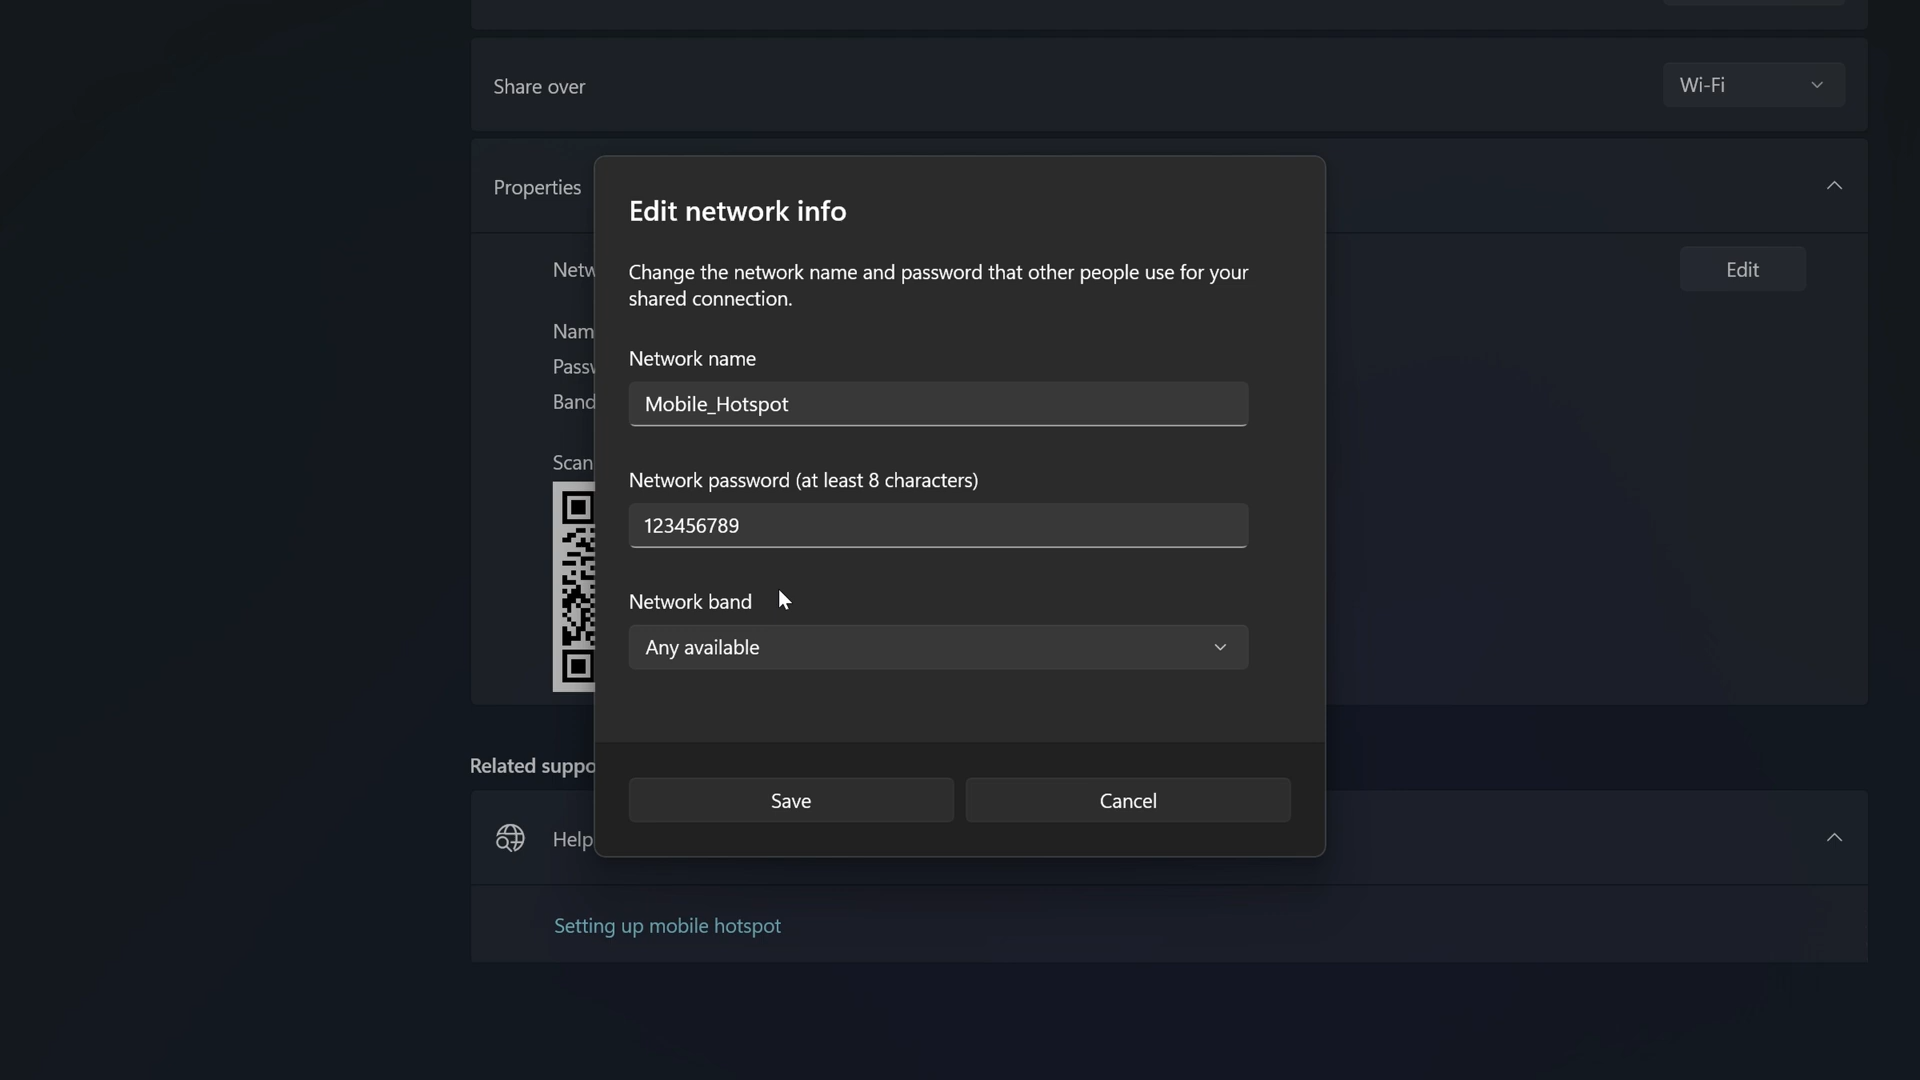 Share over
Wi-Fi
Properties
Edit network info
Change the network name and password that other people use for your
shared connection.
Edit
Network name
Mobile_Hotspot
Network password (at least 8 characters)
123456789
Network band
Any available
Scan
Band
Related suppo
Save
Cancel
Help
Setting up mobile hotspot